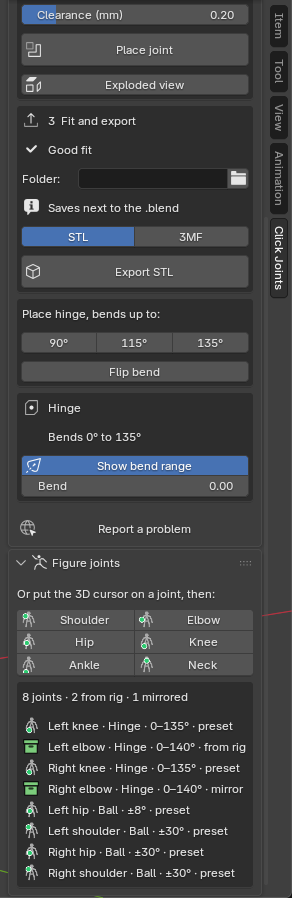 Clearance (mm) 0.20
Item
Place joint
Tool
Exploded view
View
3 Fit and export
Good fit
Animation
Folder:
Saves next to the .blend
STL 3MF
Click Joints
Export STL
Place hinge, bends up to:
90° 115° 135°
Flip bend
Hinge
Bends 0° to 135°
Show bend range
Bend 0.00
Report a problem
Figure joints
Or put the 3D cursor on a joint, then:
Shoulder Elbow
Hip Knee
Ankle Neck
8 joints · 2 from rig · 1 mirrored
Left knee · Hinge · 0–135° · preset
Left elbow · Hinge · 0–140° · from rig
Right knee · Hinge · 0–135° · preset
Right elbow · Hinge · 0–140° · mirror
Left hip · Ball · ±8° · preset
Left shoulder · Ball · ±30° · preset
Right hip · Ball · ±30° · preset
Right shoulder · Ball · ±30° · preset